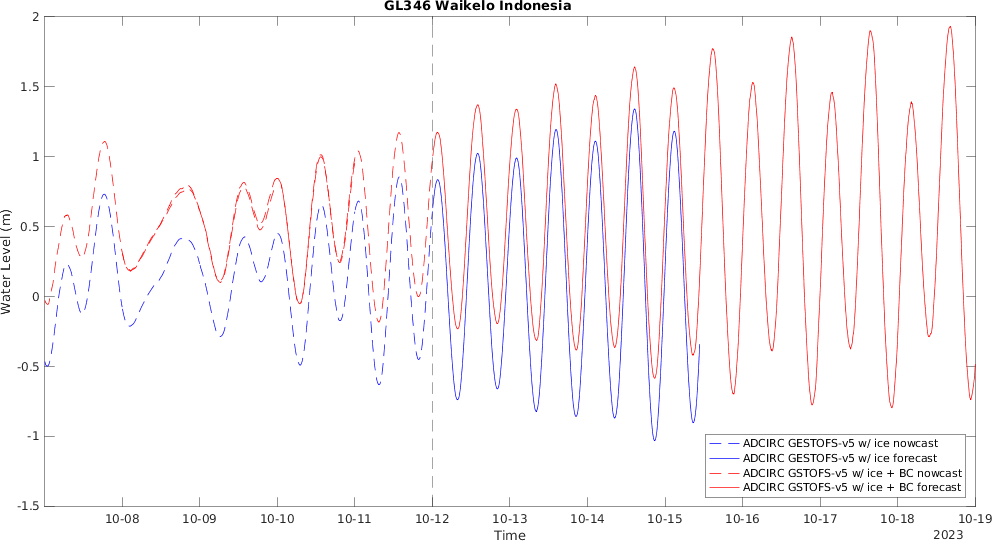 GL346 Waikelo Indonesia
Water Level (m)
2
1.5
1
0.5
0
-0.5
-1
-1.5
ADCIRC GESTOFS-v5 w/ ice nowcast
ADCIRC GESTOFS-v5 w/ ice forecast
ADCIRC GSTOFS-v5 w/ ice + BC nowcast
ADCIRC GSTOFS-v5 w/ ice + BC forecast
10-08 10-09 10-10 10-11 10-12 10-13 10-14 10-15 10-16 10-17 10-18 10-19
Time
2023